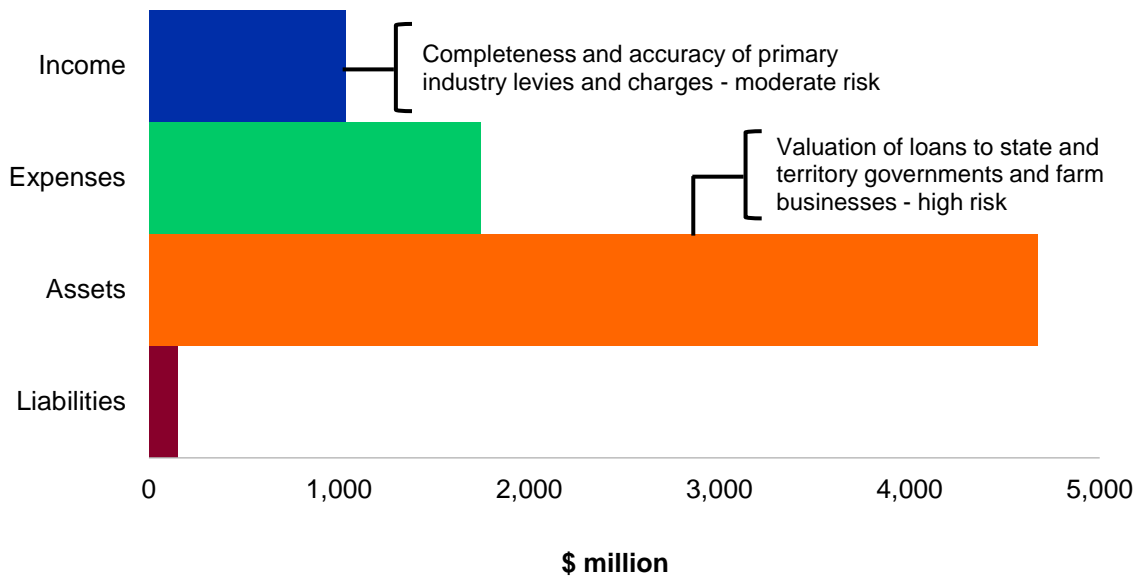 Income
Completeness and accuracy of primary
industry levies and charges - moderate risk
Expenses
Valuation of loans to state and
territory governments and farm
businesses - high risk
Assets
Liabilities
0 1,000 2,000 3,000 4,000 5,000
$ million